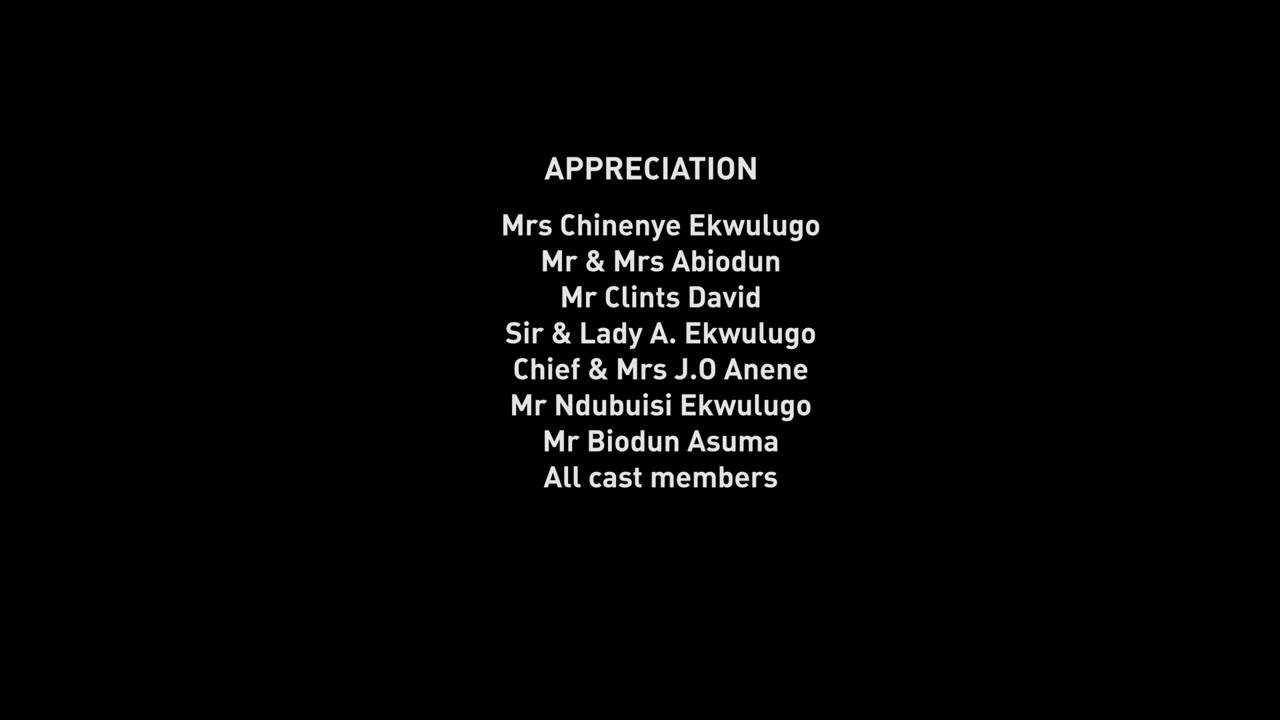 APPRECIATION
Mrs Chinenye Ekwulugo
Mr & Mrs Abiodun
Mr Clints David
Sir & Lady A. Ekwulugo
Chief & Mrs J.O Anene
Mr Ndubuisi Ekwulugo
Mr Biodun Asuma
All cast members